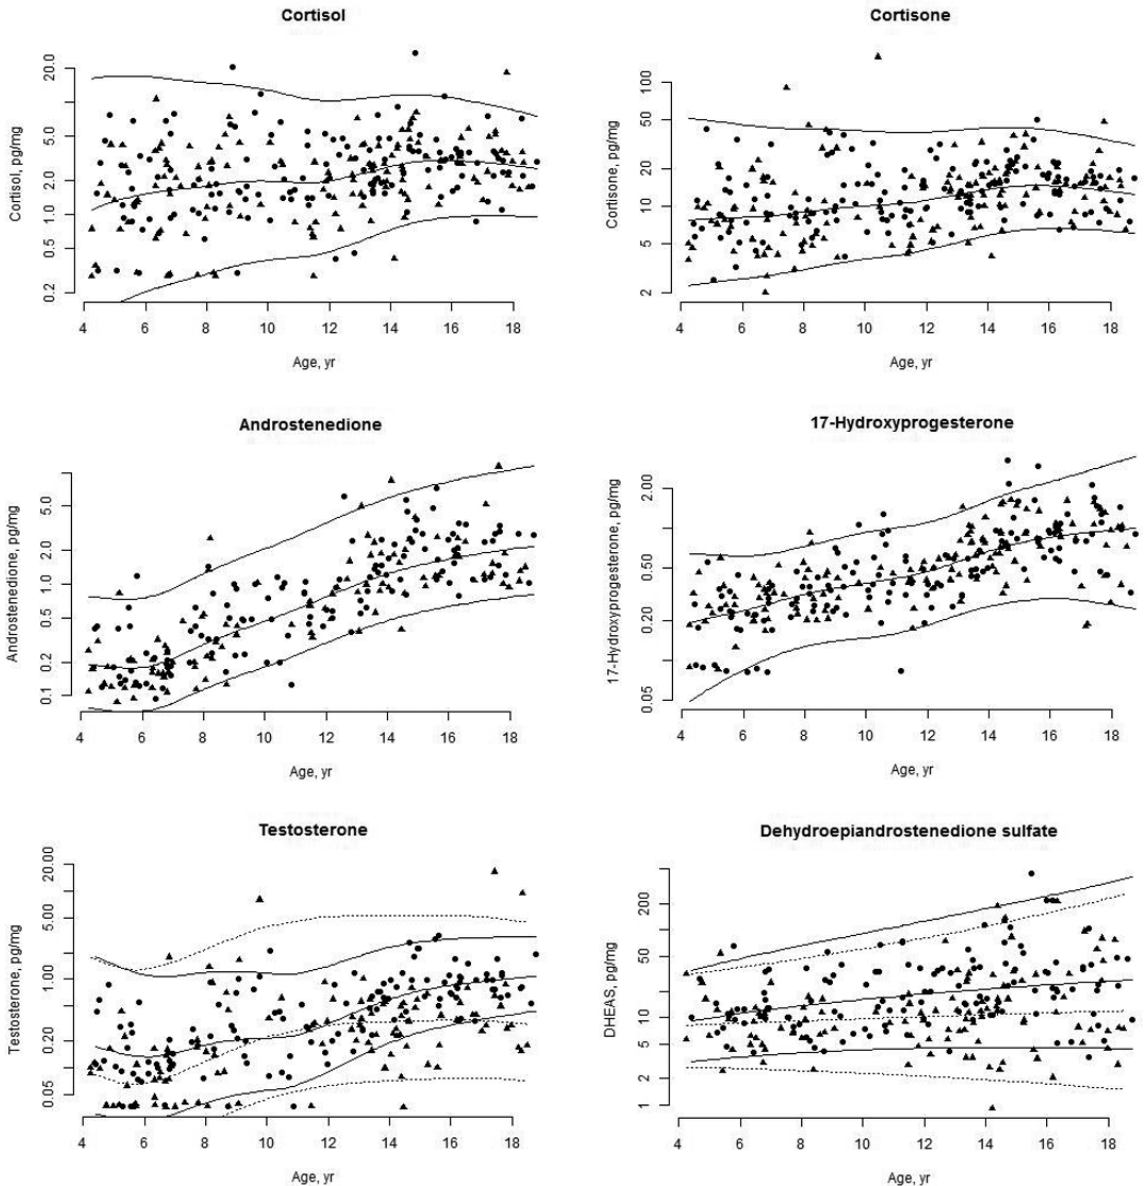 Cortisol
Cortisol, pg/mg
20.0
5.0
2.0
1.0
0.5
0.2
4 6 8 10 12 14 16 18
Age, yr
Cortisone
Cortisone, pg/mg
100
50
20
10
5
2
4 6 8 10 12 14 16 18
Age, yr
Androstenedione
Androstenedione, pg/mg
5.0
2.0
1.0
0.5
0.2
0.1
4 6 8 10 12 14 16 18
Age, yr
17-Hydroxyprogesterone
17-Hydroxyprogesterone, pg/mg
2.00
0.50
0.20
0.05
4 6 8 10 12 14 16 18
Age, yr
Testosterone
Testosterone, pg/mg
20.00
5.00
1.00
0.20
0.05
4 6 8 10 12 14 16 18
Age, yr
Dehydroepiandrostenedione sulfate
DHEAS, pg/mg
200
50
20
10
5
2
1
4 6 8 10 12 14 16 18
Age, yr